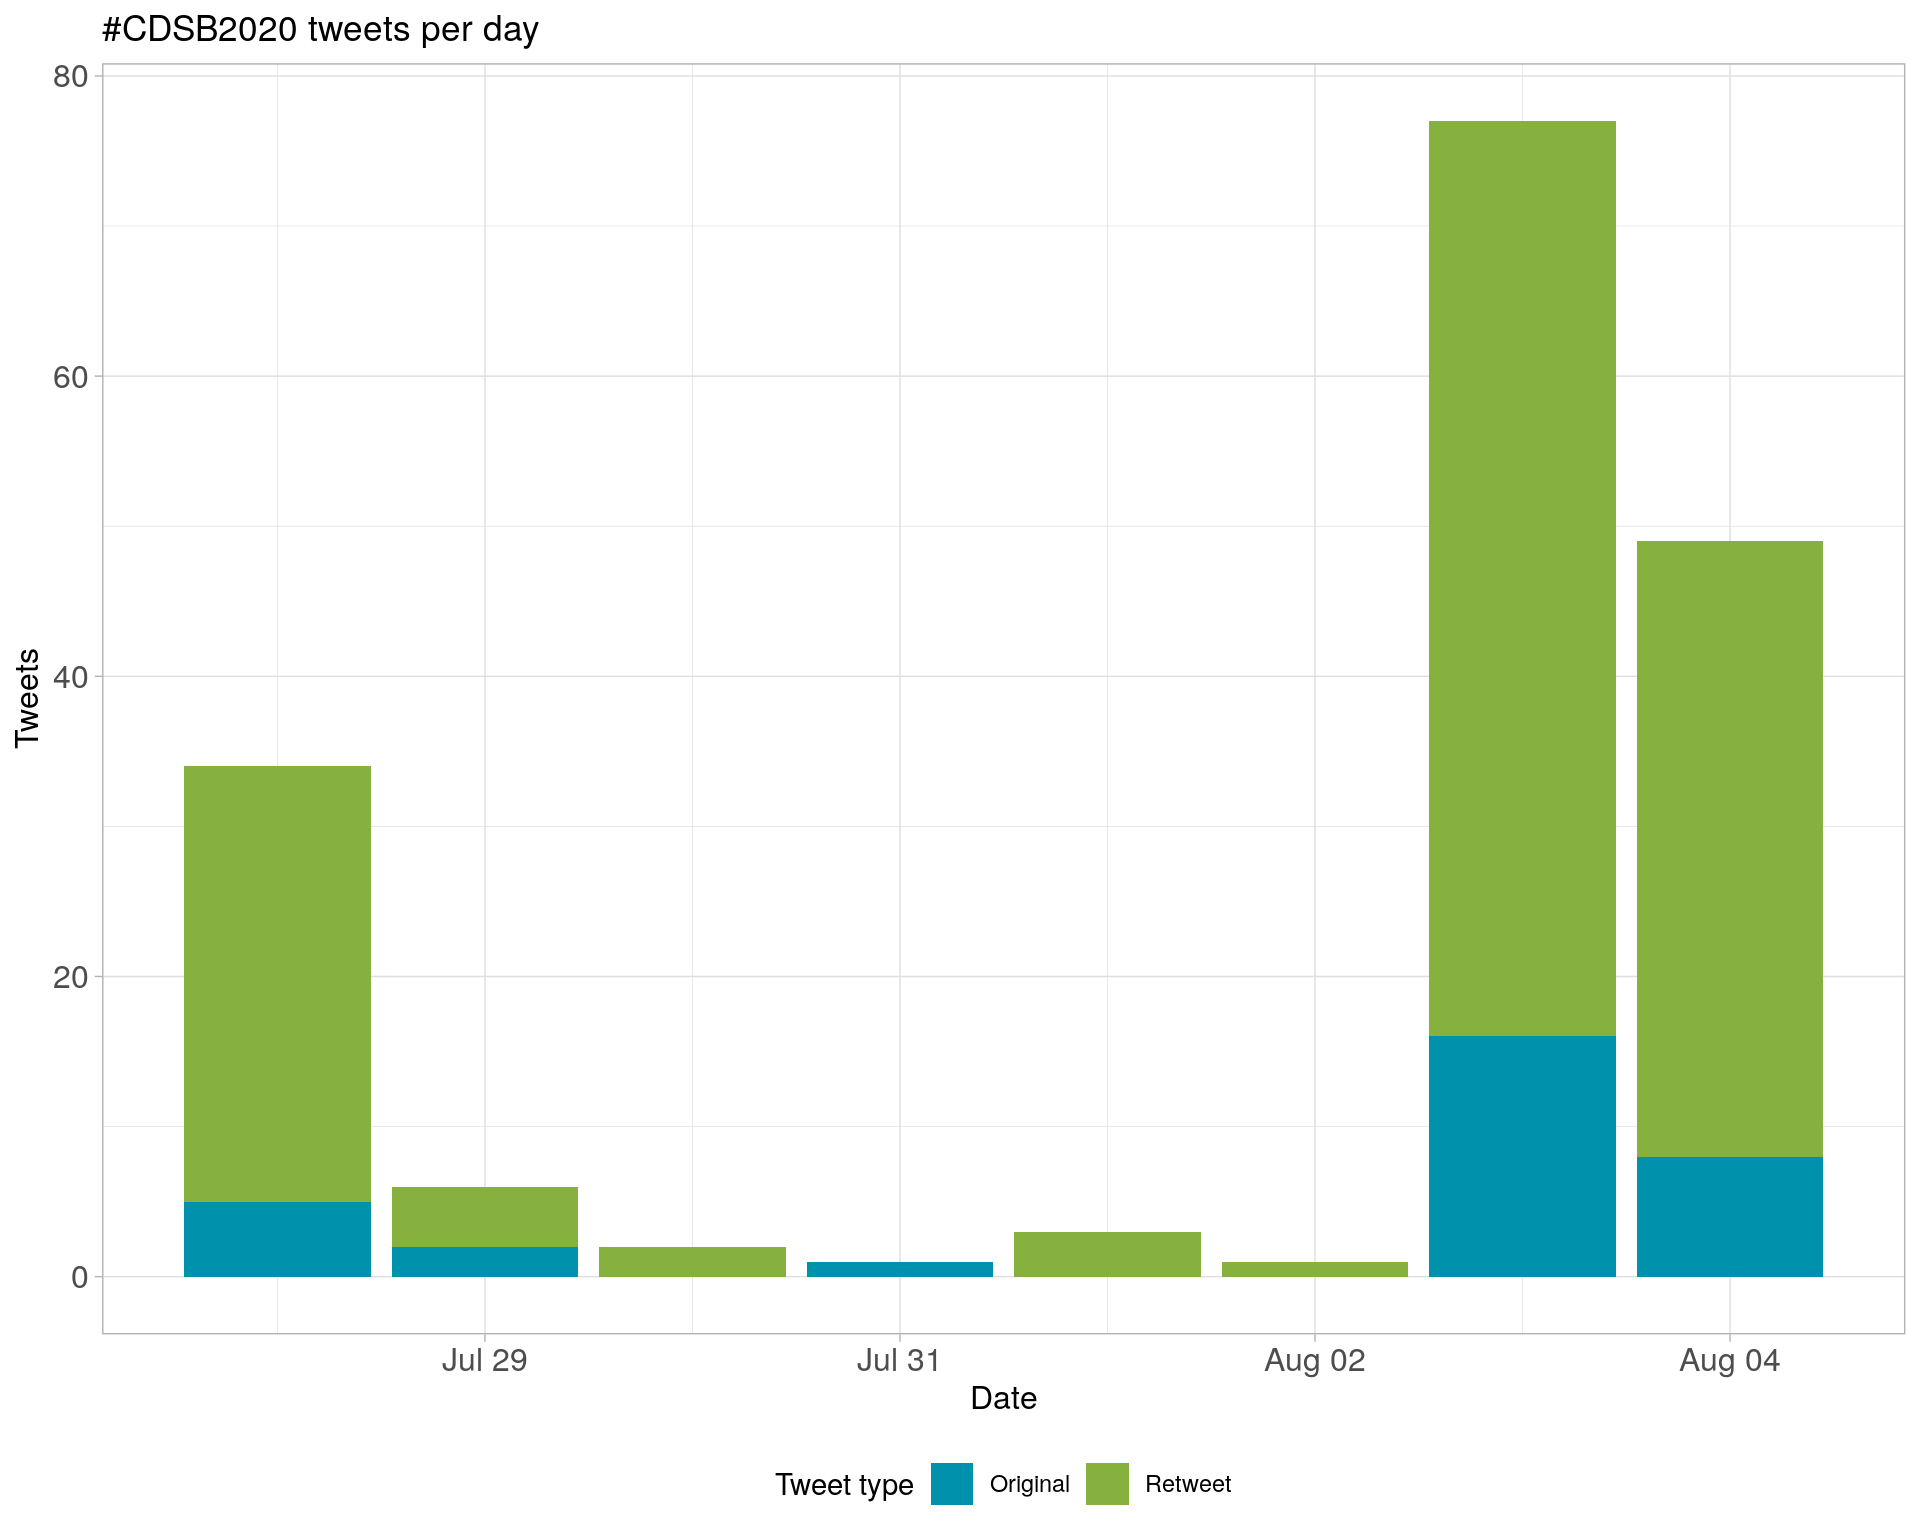 #CDSB2020 tweets per day
80
60
40
20
0
Tweets
Jul 29 Jul 31 Aug 02 Aug 04
Date
Tweet type Original Retweet